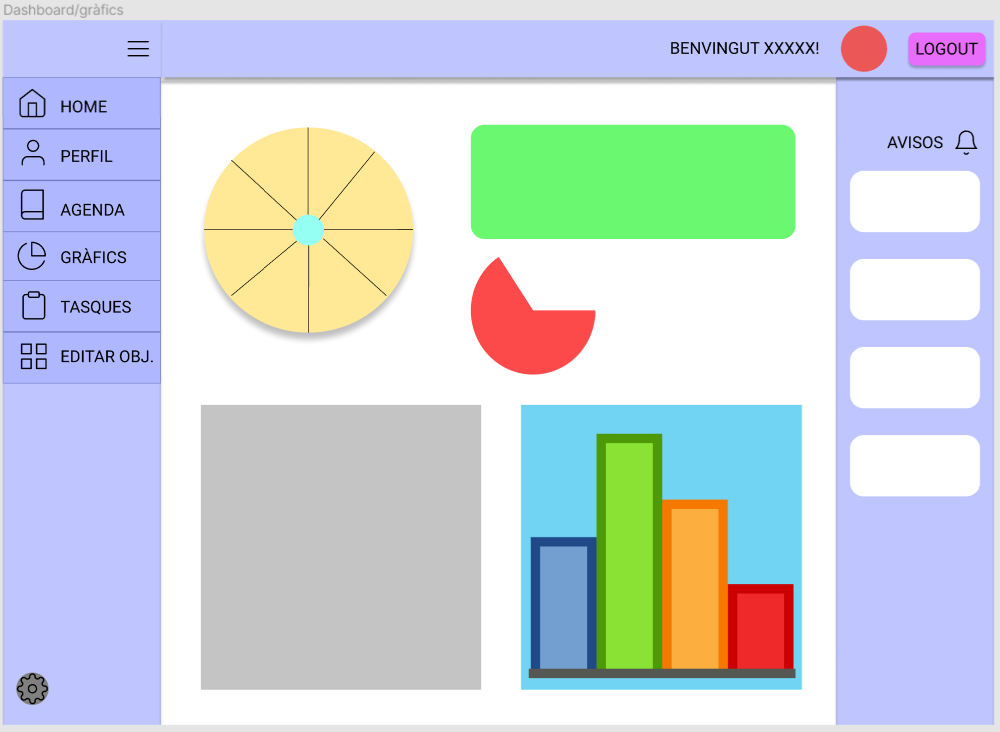 Dashboard/gràfics
BENVINGUT XXXXX!
LOGOUT
HOME
PERFIL
AGENDA
GRÀFICS
TASQUES
EDITAR OBJ.
AVISOS